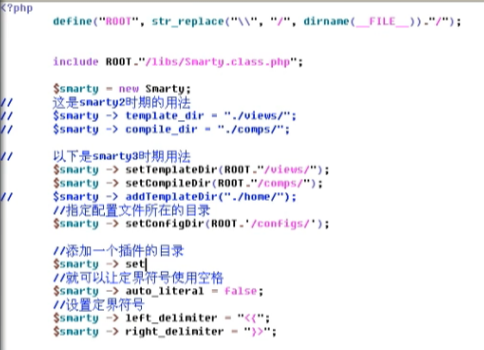 <?php
define("ROOT", str_replace("\\", "/", dirname(__FILE__))."/");
include ROOT."/libs/Smarty.class.php";
$smarty = new Smarty;
// 这是smarty2时期的用法
// $smarty -> template_dir = "./views/";
// $smarty -> compile_dir = "./comps/";
// 以下是smarty3时期用法
$smarty -> setTemplateDir(ROOT."/views/");
$smarty -> setCompileDir(ROOT."/comps/");
// $smarty -> addTemplateDir("./home/");
//指定配置文件所在的目录
$smarty -> setConfigDir(ROOT.'/configs/');
//添加一个插件的目录
$smarty -> set
//就可以让定界符号使用空格
$smarty -> auto_literal = false;
//设置定界符号
$smarty -> left_delimiter = "<{";
$smarty -> right_delimiter = "}>";